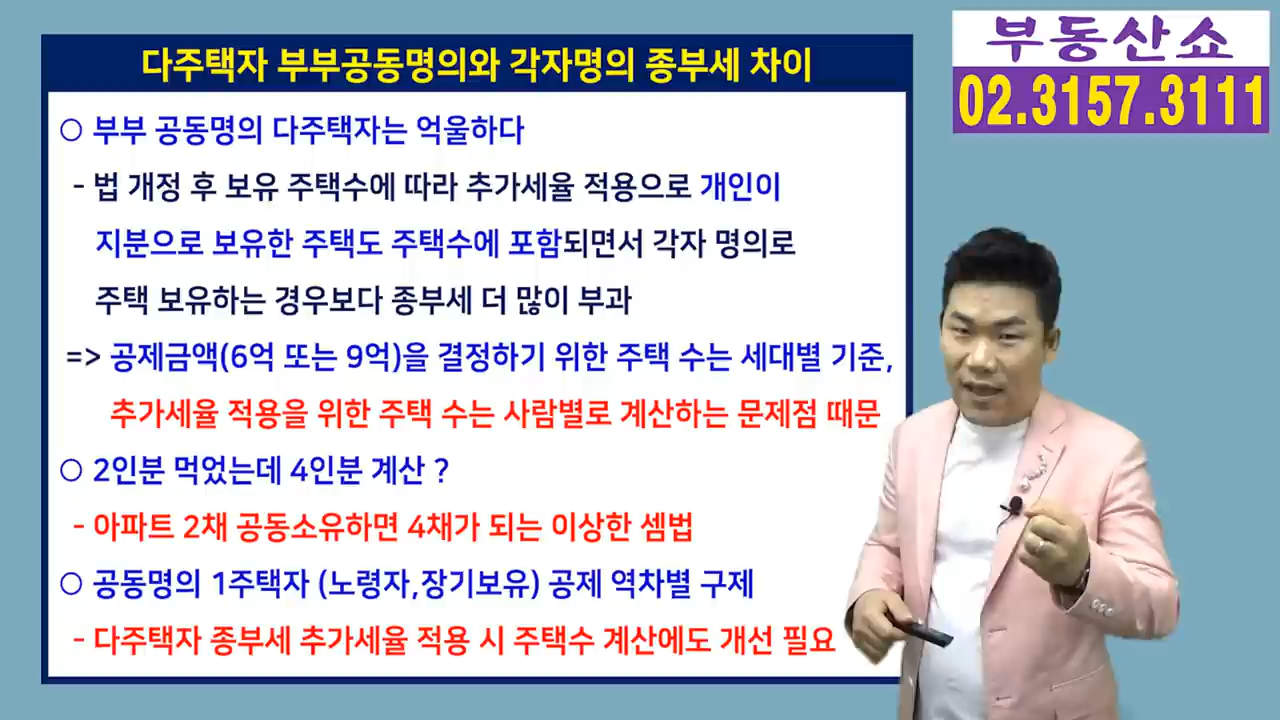 다주택자 부부공동명의와 각자명의 종부세 차이
부동산쇼
02.3157.3111
○ 부부 공동명의 다주택자는 억울하다
- 법 개정 후 보유 주택수에 따라 추가세율 적용으로 개인이
지분으로 보유한 주택도 주택수에 포함되면서 각자 명의로
주택 보유하는 경우보다 종부세 더 많이 부과
=> 공제금액(6억 또는 9억)을 결정하기 위한 주택 수는 세대별 기준,
추가세율 적용을 위한 주택 수는 사람별로 계산하는 문제점 때문
○ 2인분 먹었는데 4인분 계산 ?
- 아파트 2채 공동소유하면 4채가 되는 이상한 셈법
○ 공동명의 1주택자 (노령자,장기보유) 공제 역차별 구제
- 다주택자 종부세 추가세율 적용 시 주택수 계산에도 개선 필요